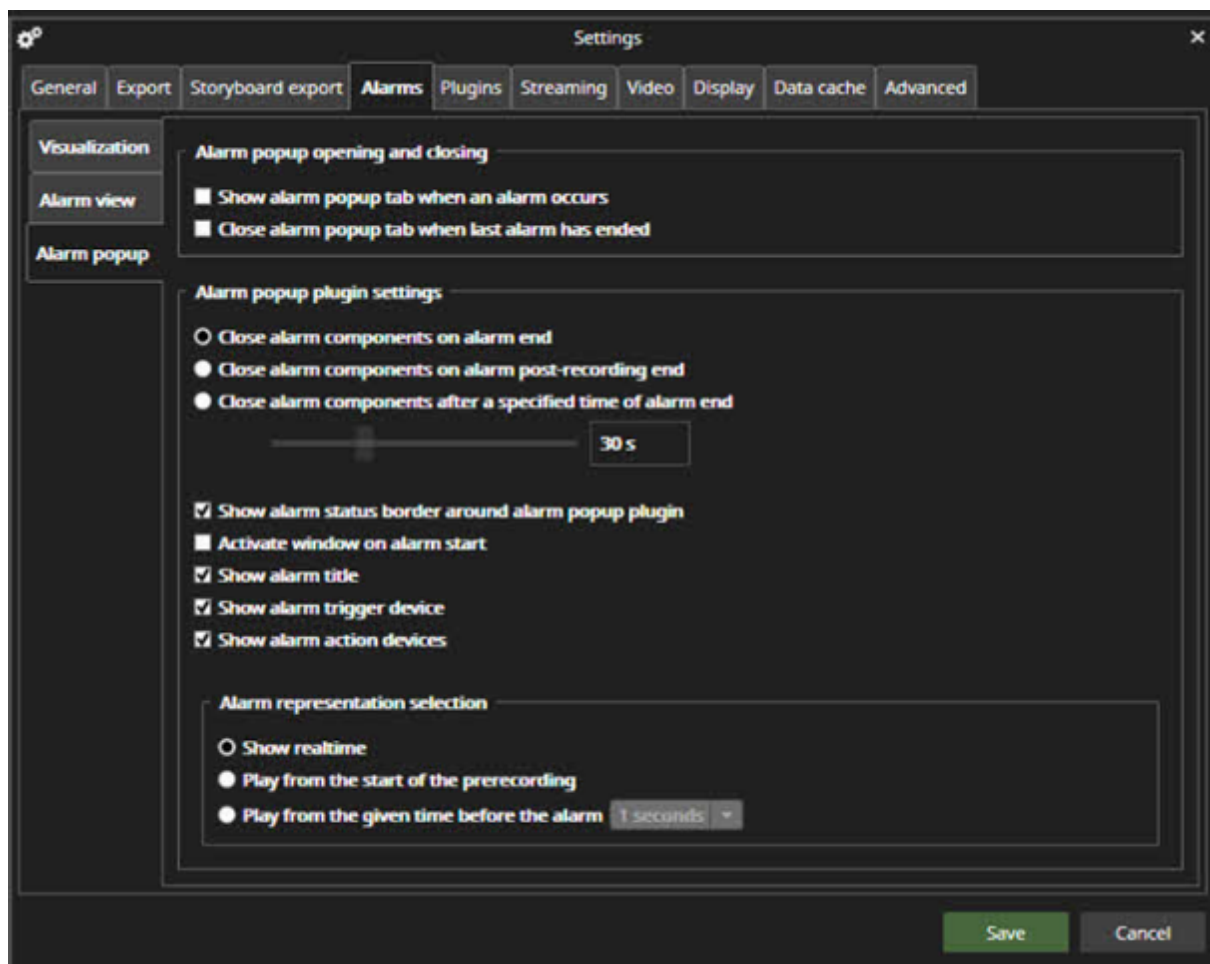 Settings
General Export Storyboard export Alarms Plugins Streaming Video Display Data cache Advanced
Visualization
Alarm view
Alarm popup
Alarm popup opening and closing
Show alarm popup tab when an alarm occurs
Close alarm popup tab when last alarm has ended
Alarm popup plugin settings
Close alarm components on alarm end
Close alarm components on alarm post-recording end
Close alarm components after a specified time of alarm end
30 s
Show alarm status border around alarm popup plugin
Activate window on alarm start
Show alarm title
Show alarm trigger device
Show alarm action devices
Alarm representation selection
Show realtime
Play from the start of the prerecording
Play from the given time before the alarm 1 seconds
Save Cancel